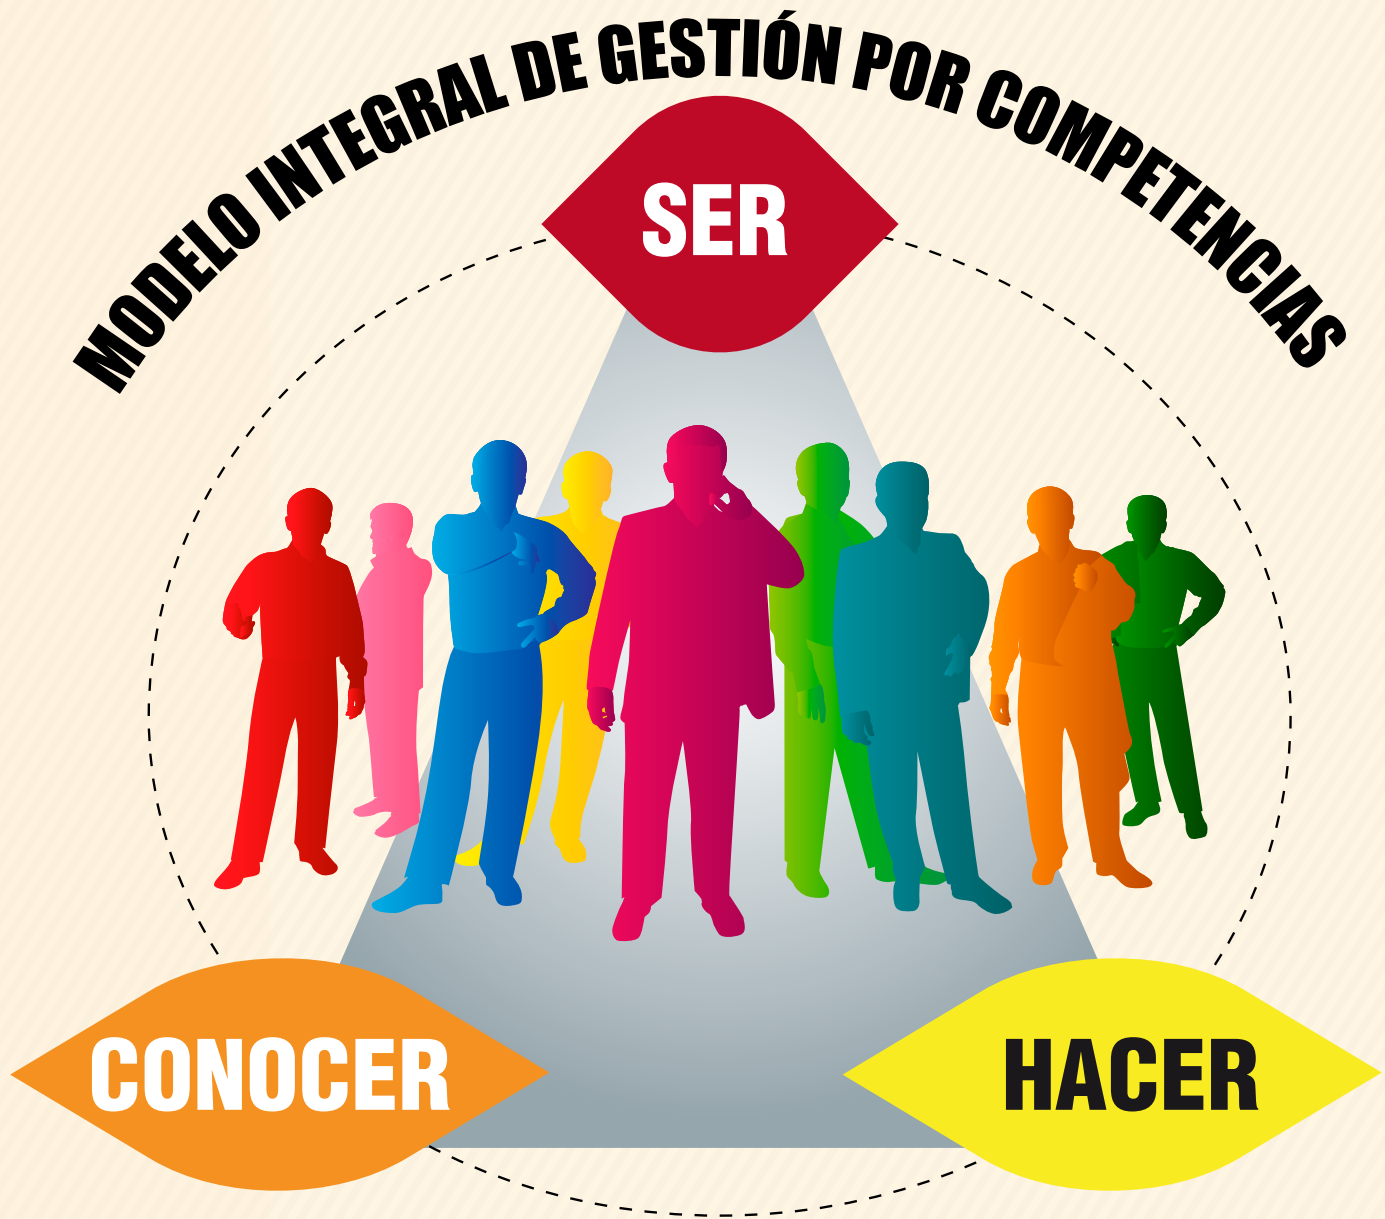 MODELO INTEGRAL DE GESTIÓN POR COMPETENCIAS
SER
CONOCER
HACER